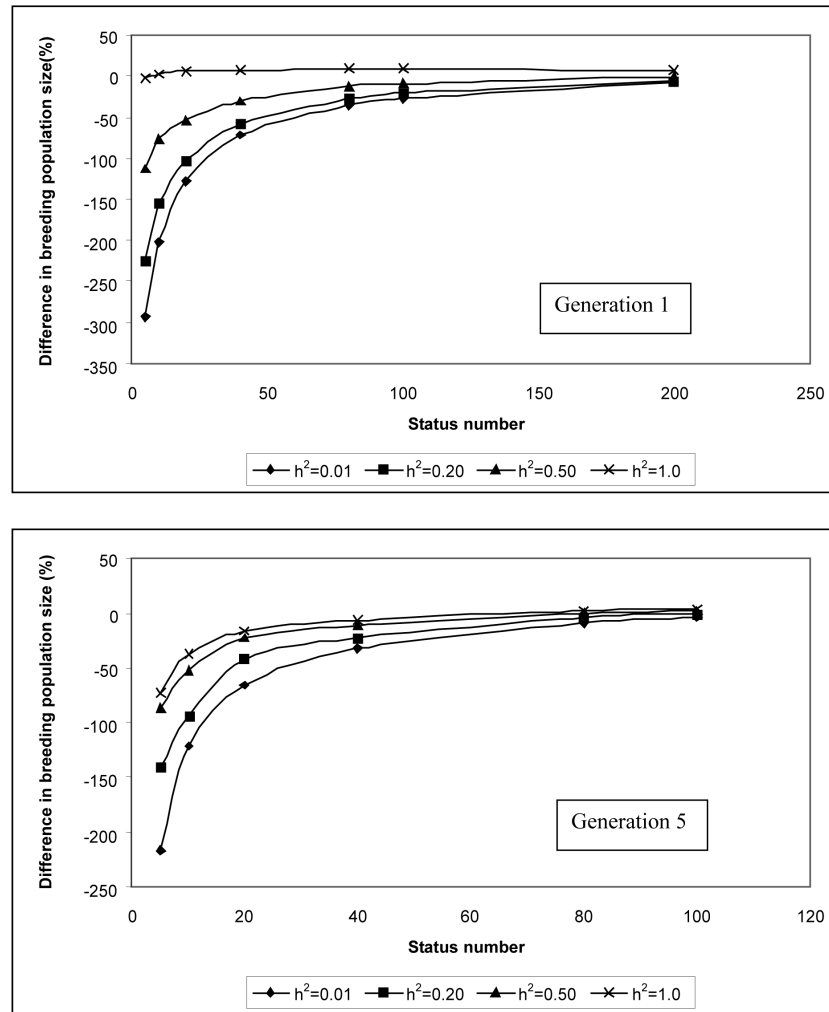 Difference in breeding population size(%)
50
0
-50
-100
-150
-200
-250
-300
-350
Generation 1
0 50 100 150 200 250
Status number
h²=0.01 h²=0.20 h²=0.50 h²=1.0
Difference in breeding population size (%)
50
0
-50
-100
-150
-200
-250
Generation 5
0 20 40 60 80 100 120
Status number
h²=0.01 h²=0.20 h²=0.50 h²=1.0